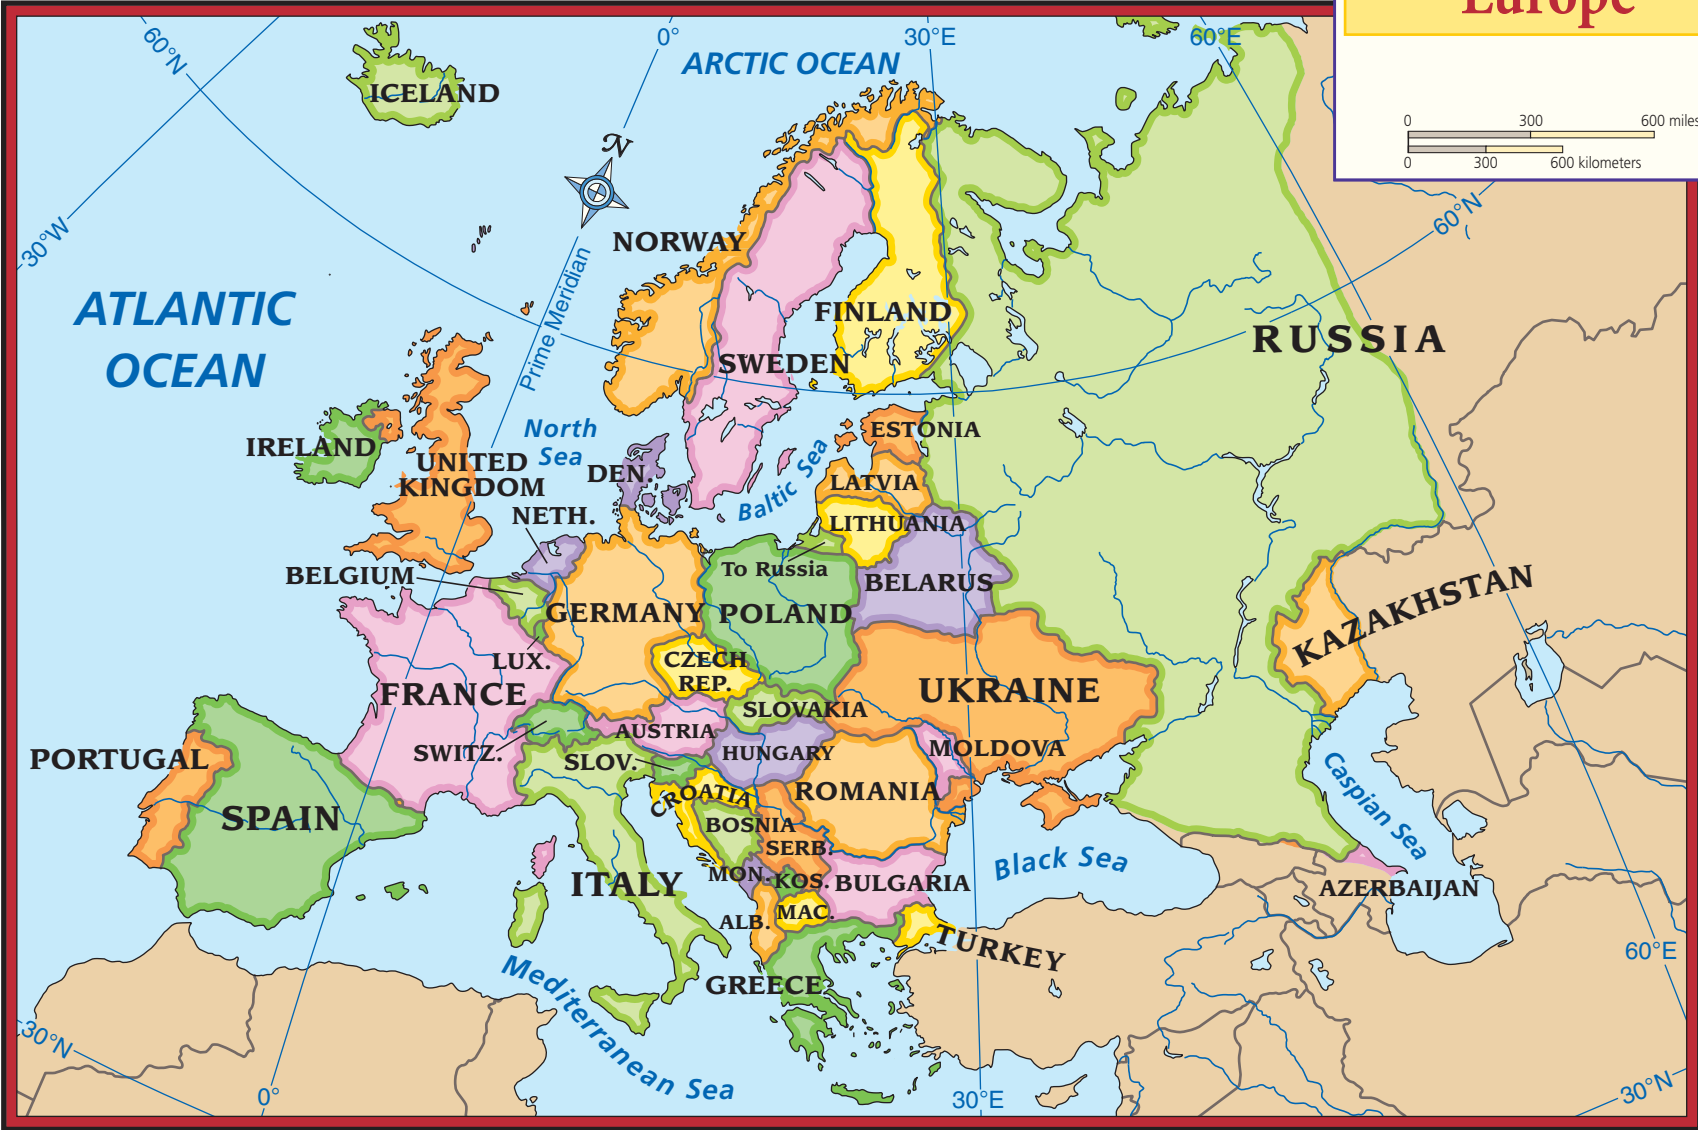 Europe
0 300 600 miles
0 300 600 kilometers
60°N
0°
30°E
60°E
ARCTIC OCEAN
ICELAND
N
30°W
60°N
NORWAY
Prime Meridian
ATLANTIC
OCEAN
FINLAND
RUSSIA
SWEDEN
North
Sea
ESTONIA
IRELAND
UNITED
KINGDOM
DEN.
Baltic Sea
LATVIA
NETH.
LITHUANIA
To Russia
BELGIUM
BELARUS
KAZAKHSTAN
GERMANY
POLAND
LUX.
CZECH
REP.
FRANCE
UKRAINE
SLOVAKIA
AUSTRIA
SWITZ.
SLOV.
HUNGARY
MOLDOVA
PORTUGAL
CROATIA
ROMANIA
Caspian Sea
SPAIN
BOSNIA
SERB.
Black Sea
MON.
KOS.
BULGARIA
ITALY
AZERBAIJAN
ALB.
MAC.
TURKEY
60°E
GREECE
Mediterranean Sea
30°N
0°
30°E
30°N